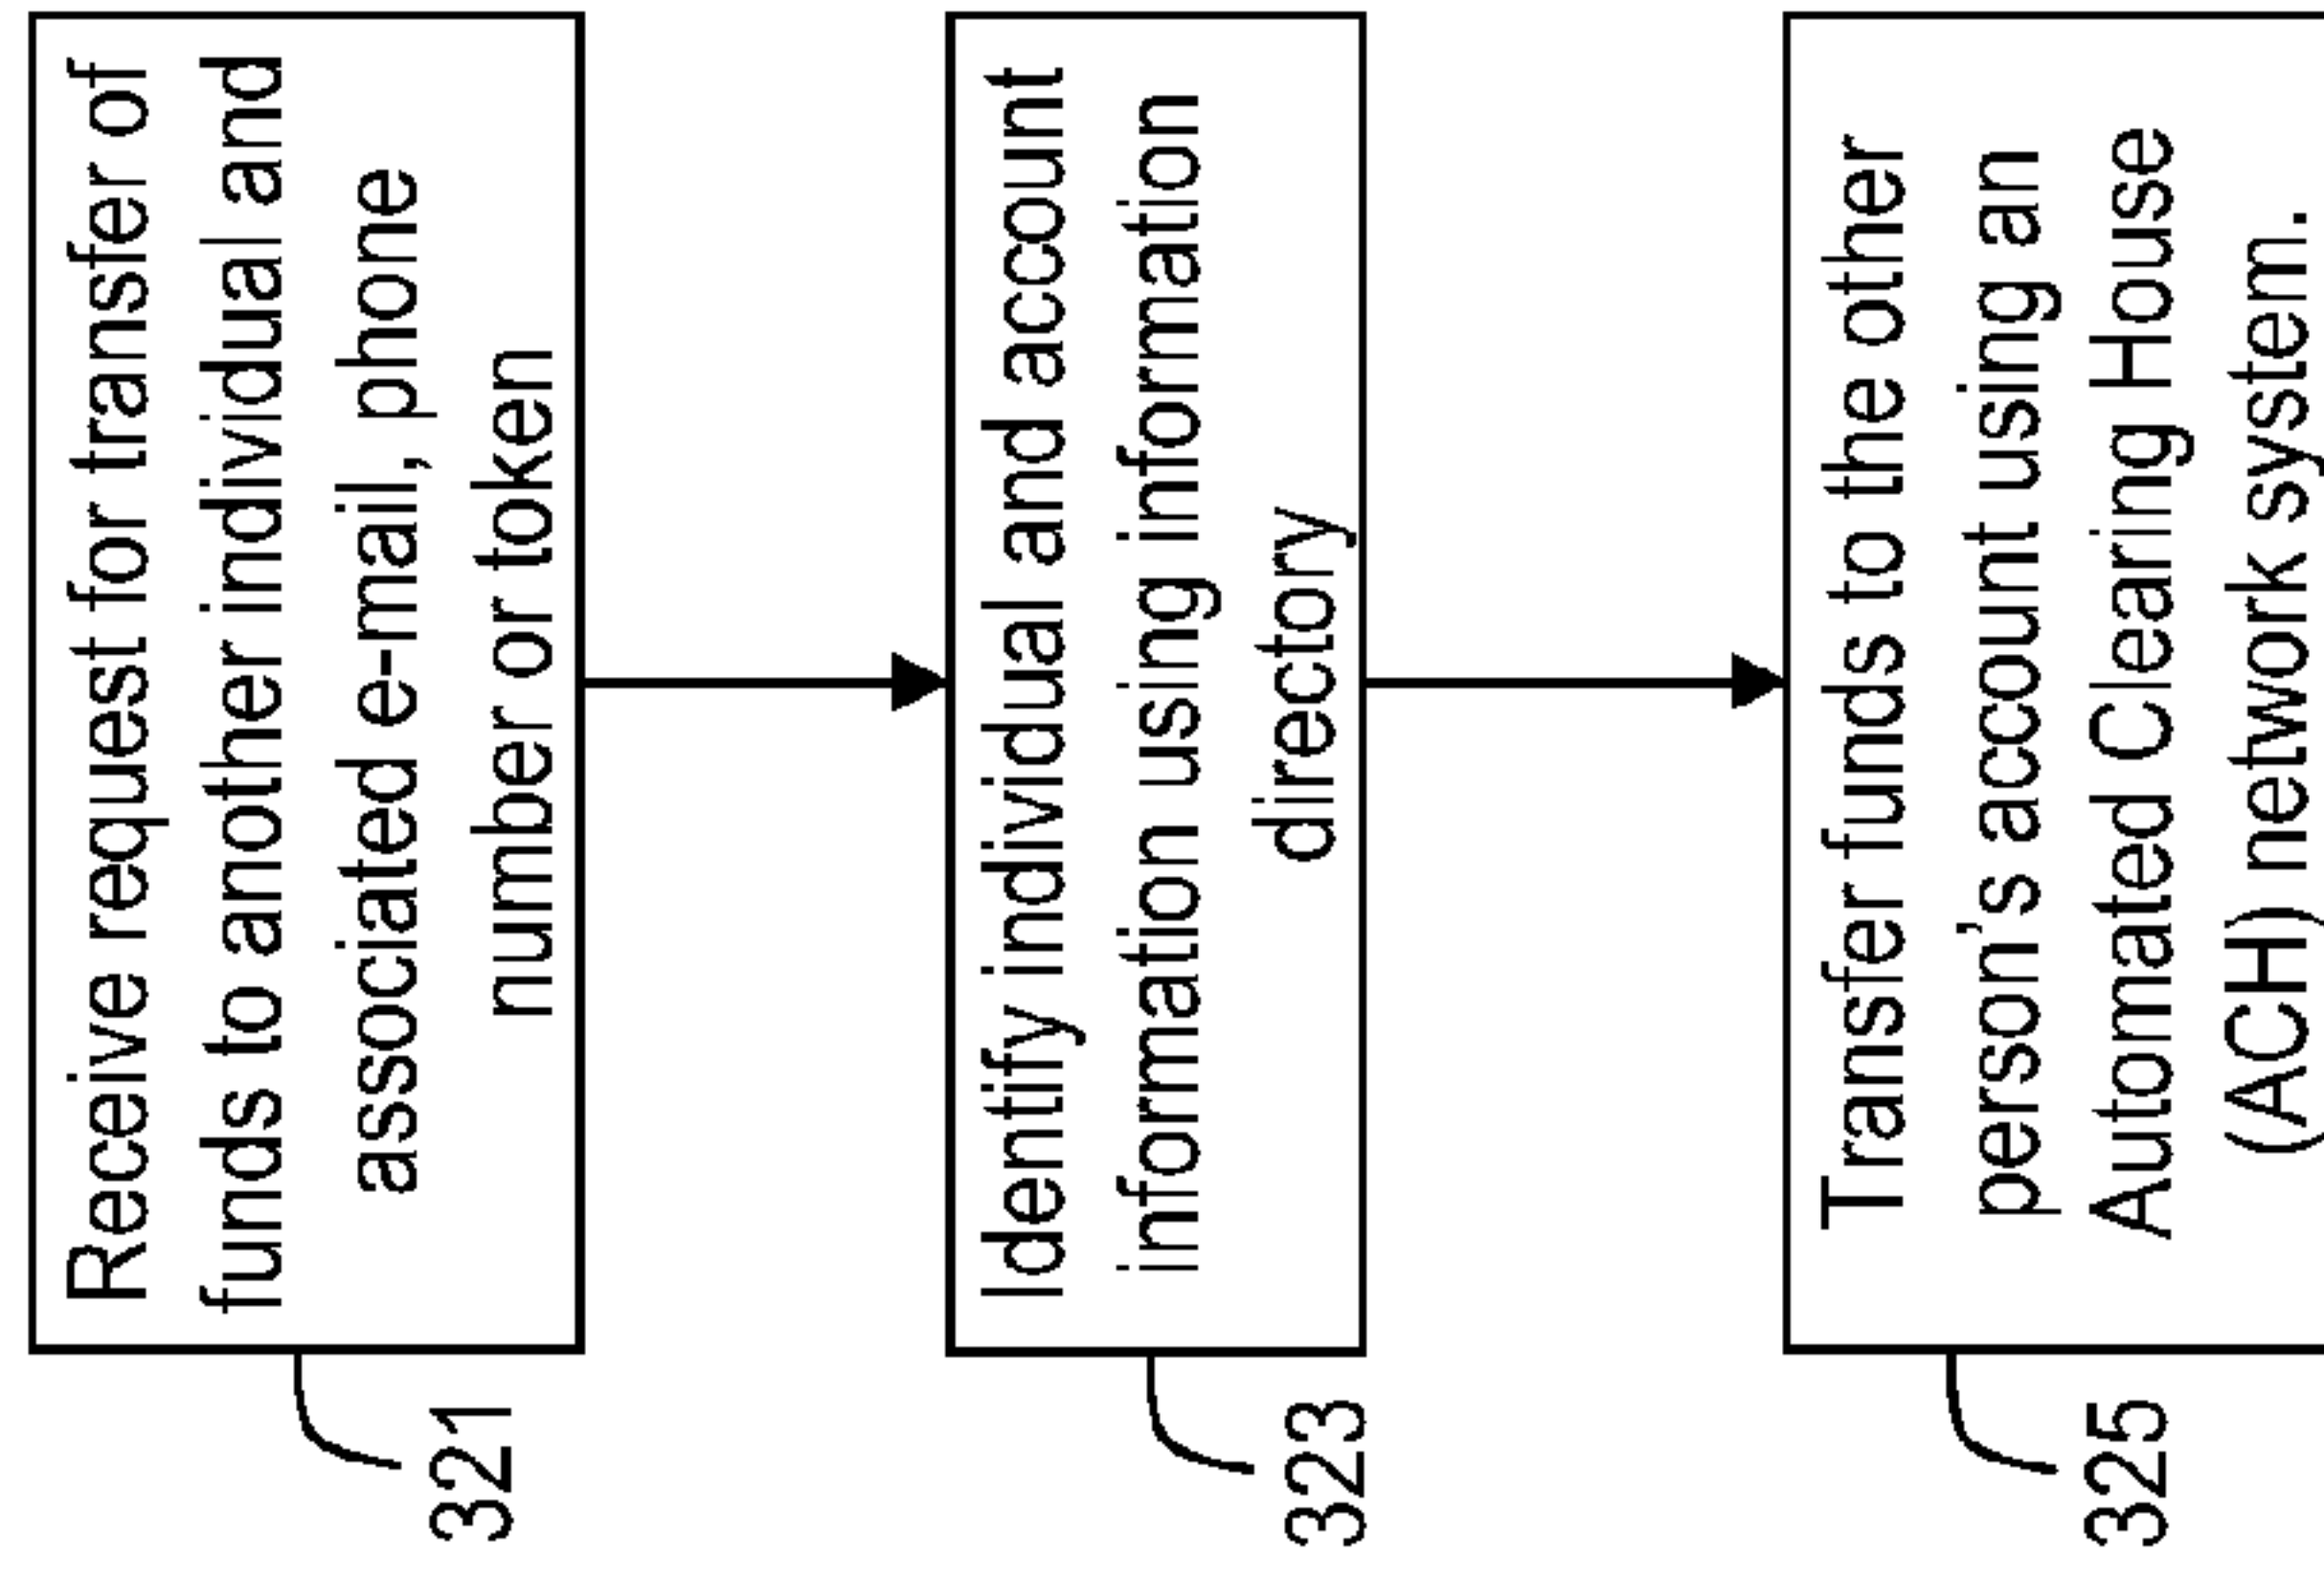 Receive request for transfer of
funds to another individual and
associated e-mail, phone
number or token
321
Identify individual and account
information using information
directory
323
Transfer funds to the other
person's account using an
Automated Clearing House
(ACH) network system.
325